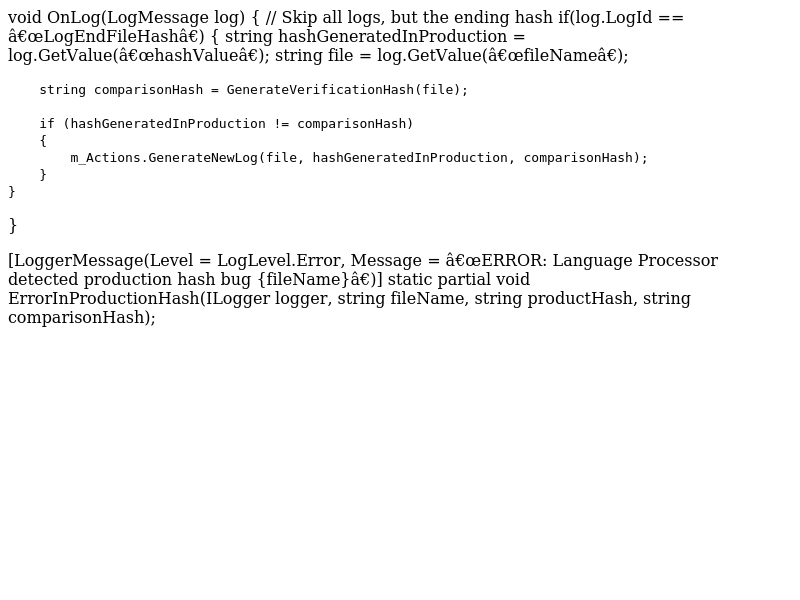 void OnLog(LogMessage log) { // Skip all logs, but the ending hash if(log.LogId ==
â€œLogEndFileHashâ€) { string hashGeneratedInProduction =
log.GetValue(â€œhashValueâ€); string file = log.GetValue(â€œfileNameâ€);
    string comparisonHash = GenerateVerificationHash(file);
    if (hashGeneratedInProduction != comparisonHash)
    {
        m_Actions.GenerateNewLog(file, hashGeneratedInProduction, comparisonHash);
    }
}
}
[LoggerMessage(Level = LogLevel.Error, Message = â€œERROR: Language Processor
detected production hash bug {fileName}â€)] static partial void
ErrorInProductionHash(ILogger logger, string fileName, string productHash, string
comparisonHash);